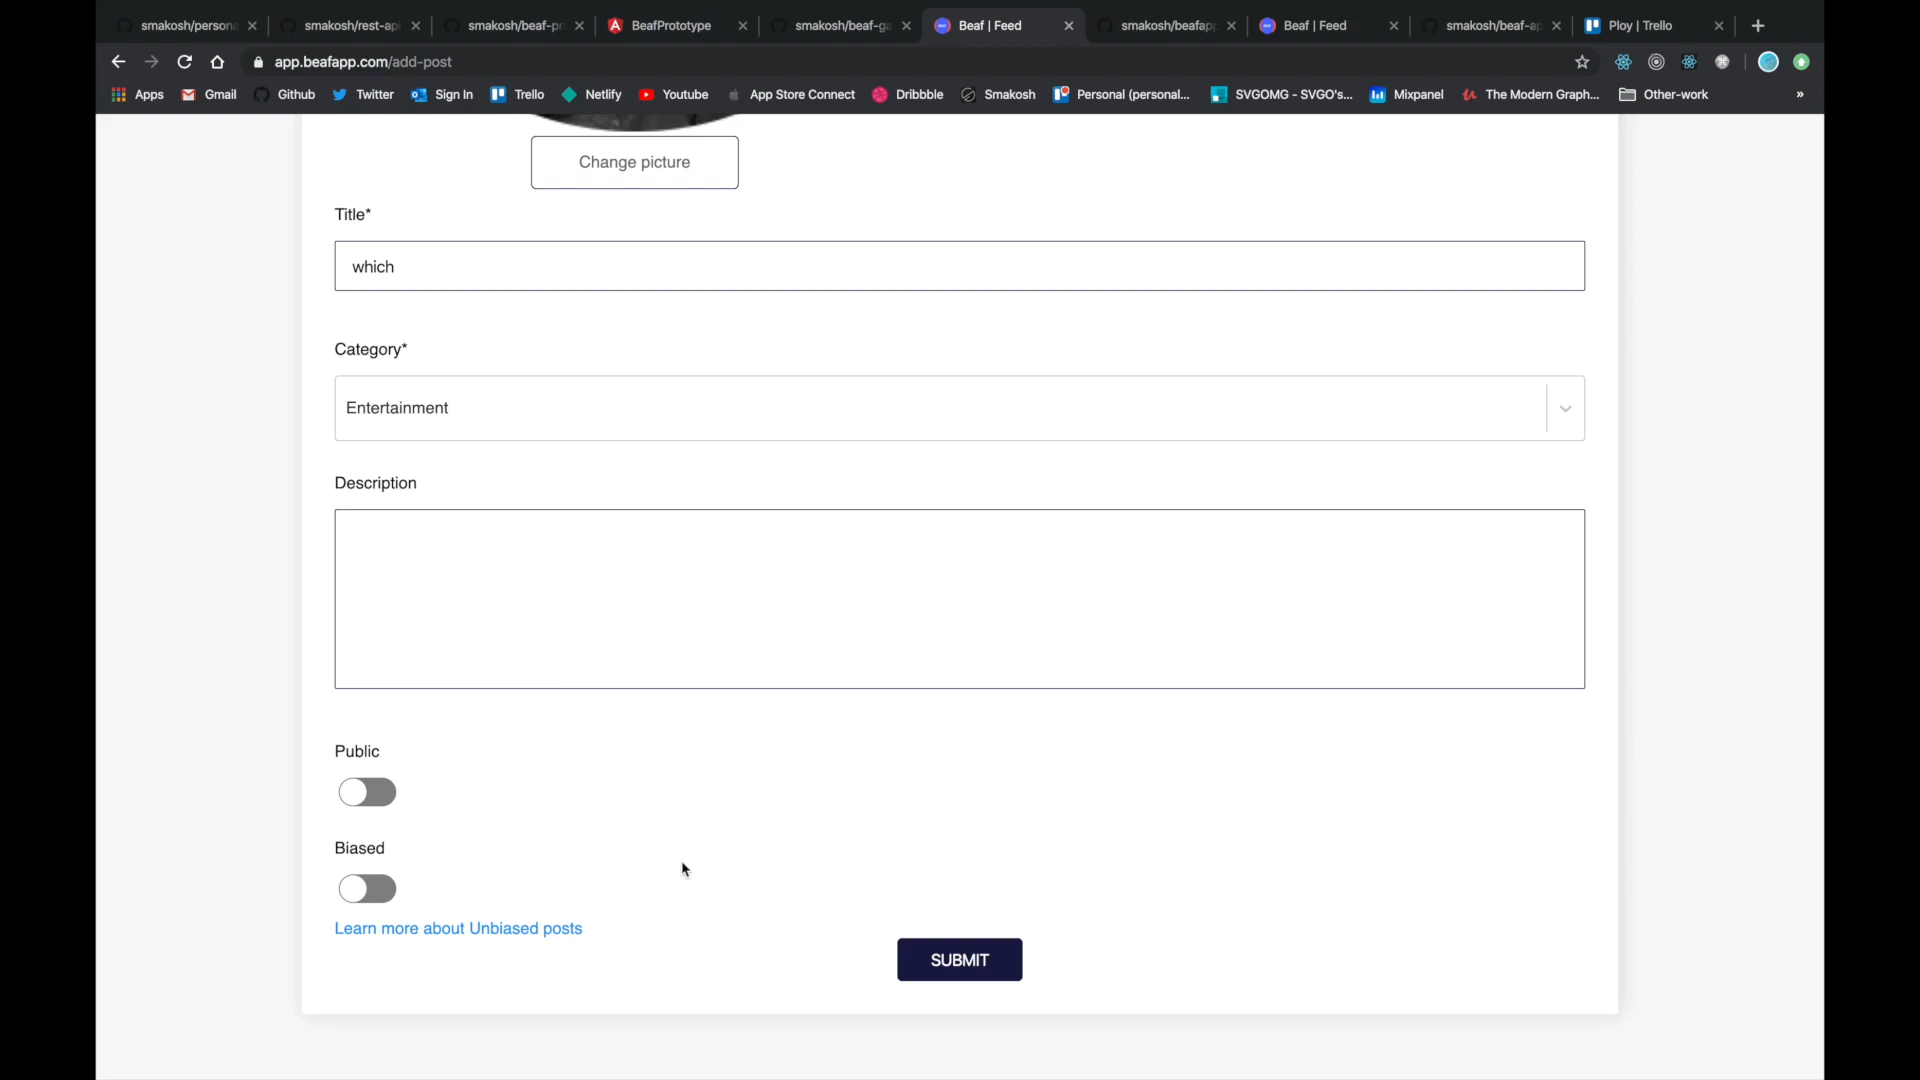 smakosh/persona
smakosh/rest-api
smakosh/beaf-pr
BeafPrototype
smakosh/beaf-ga
Beaf | Feed
smakosh/beafapp
Beaf | Feed
smakosh/beaf-ap
Ploy | Trello
app.beafapp.com/add-post
Apps
Gmail
Github
Twitter
Sign In
Trello
Netlify
Youtube
App Store Connect
Dribbble
Smakosh
Personal (personal...
SVGOMG - SVGO's...
Mixpanel
The Modern Graph...
Other-work
»
Change picture
Title*
which
Category*
Entertainment
Description
Public
Biased
Learn more about Unbiased posts
SUBMIT